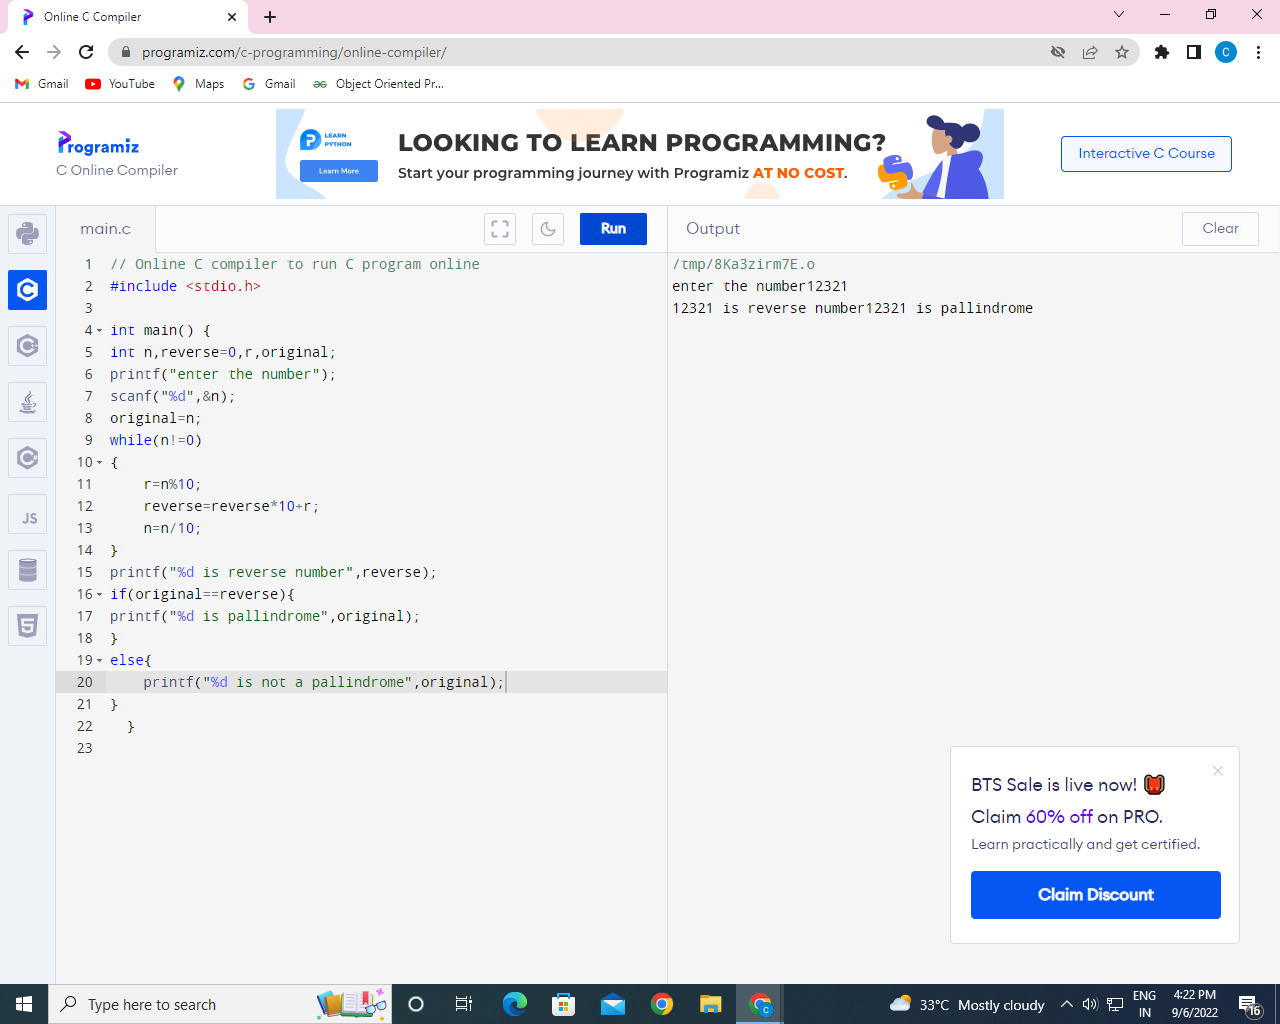 Online C Compiler
programiz.com/c-programming/online-compiler/
C
Gmail YouTube Maps Gmail Object Oriented Pr...
Programiz
C Online Compiler
LEARN
PYTHON
Learn More
LOOKING TO LEARN PROGRAMMING?
Start your programming journey with Programiz AT NO COST.
Interactive C Course
main.c
Run
Output
Clear
1 // Online C compiler to run C program online
2 #include <stdio.h>
3
4 int main() {
5 int n,reverse=0,r,original;
6 printf("enter the number");
7 scanf("%d",&n);
8 original=n;
9 while(n!=0)
10 {
11     r=n%10;
12     reverse=reverse*10+r;
13     n=n/10;
14 }
15 printf("%d is reverse number",reverse);
16 if(original==reverse){
17 printf("%d is pallindrome",original);
18 }
19 else{
20     printf("%d is not a pallindrome",original);
21 }
22   }
23
JS
/tmp/8Ka3zirm7E.o
enter the number12321
12321 is reverse number12321 is pallindrome
BTS Sale is live now!
Claim 60% off on PRO.
Learn practically and get certified.
Claim Discount
Type here to search
C
33°C Mostly cloudy
ENG
IN
4:22 PM
9/6/2022
16